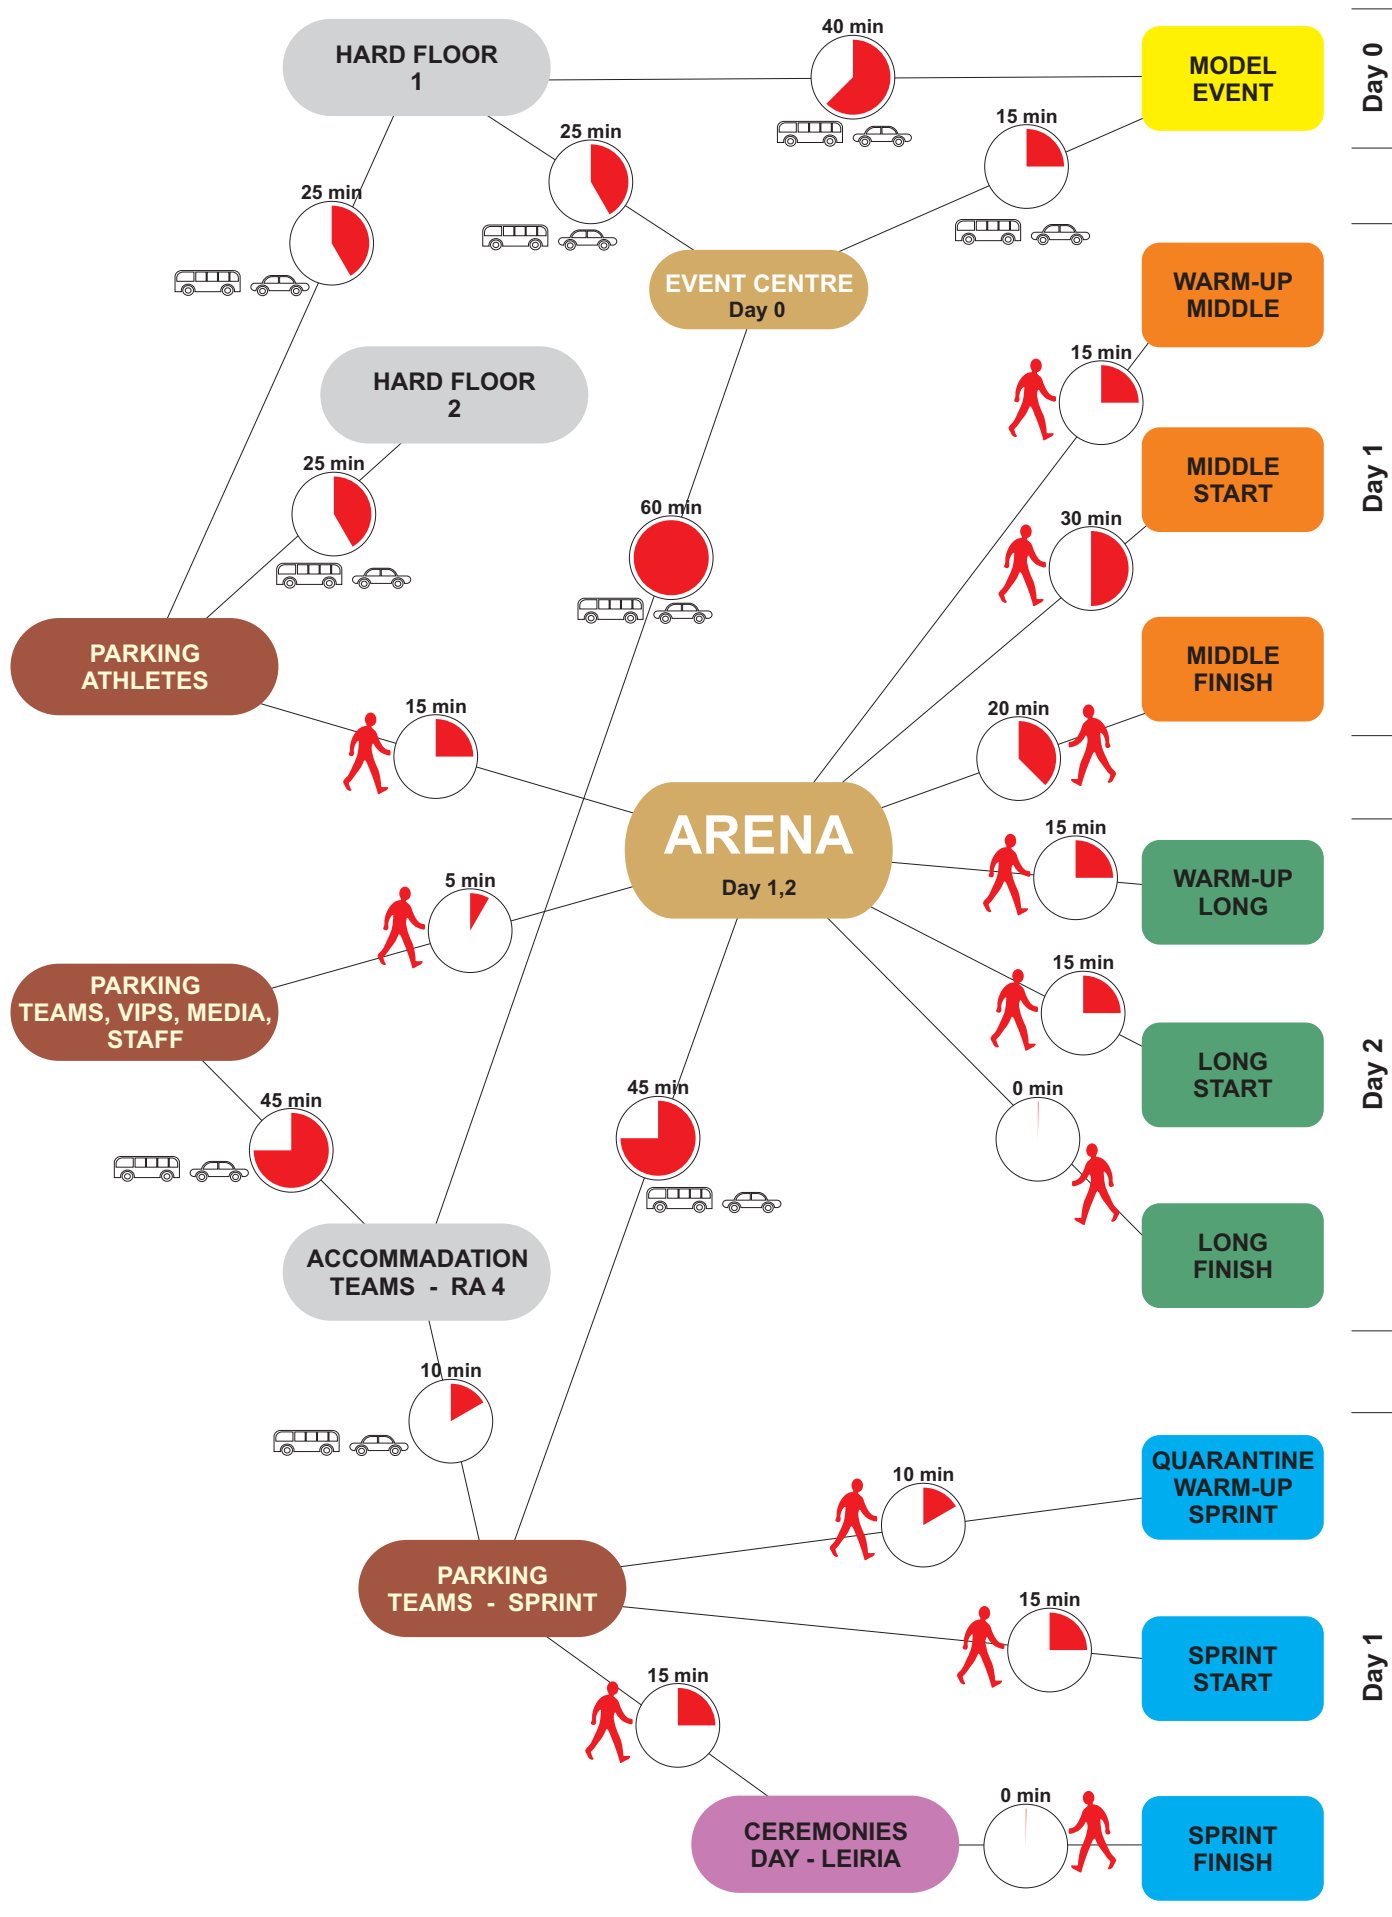 HARD FLOOR
1
40 min
MODEL
EVENT
Day 0
25 min
15 min
25 min
EVENT CENTRE
Day 0
WARM-UP
MIDDLE
15 min
HARD FLOOR
2
MIDDLE
START
Day 1
25 min
60 min
30 min
PARKING
ATHLETES
MIDDLE
FINISH
15 min
20 min
ARENA
Day 1,2
15 min
WARM-UP
LONG
5 min
PARKING
TEAMS, VIPS, MEDIA,
STAFF
15 min
LONG
START
Day 2
45 min
45 min
0 min
ACCOMMADATION
TEAMS - RA 4
LONG
FINISH
10 min
QUARANTINE
WARM-UP
SPRINT
10 min
PARKING
TEAMS - SPRINT
15 min
SPRINT
START
Day 1
15 min
CEREMONIES
DAY - LEIRIA
0 min
SPRINT
FINISH